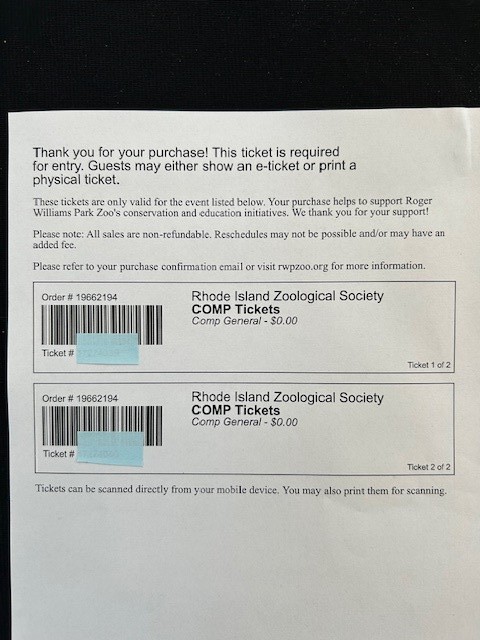 Thank you for your purchase! This ticket is required
for entry. Guests may either show an e-ticket or print a
physical ticket.
These tickets are only valid for the event listed below. Your purchase helps to support Roger
Williams Park Zoo's conservation and education initiatives. We thank you for your support!
Please note: All sales are non-refundable. Reschedules may not be possible and/or may have an
added fee.
Please refer to your purchase confirmation email or visit rwpzoo.org for more information.
Order # 19662194
Rhode Island Zoological Society
COMP Tickets
Comp General - $0.00
Ticket #
Ticket 1 of 2
Order # 19662194
Rhode Island Zoological Society
COMP Tickets
Comp General - $0.00
Ticket #
Ticket 2 of 2
Tickets can be scanned directly from your mobile device. You may also print them for scanning.